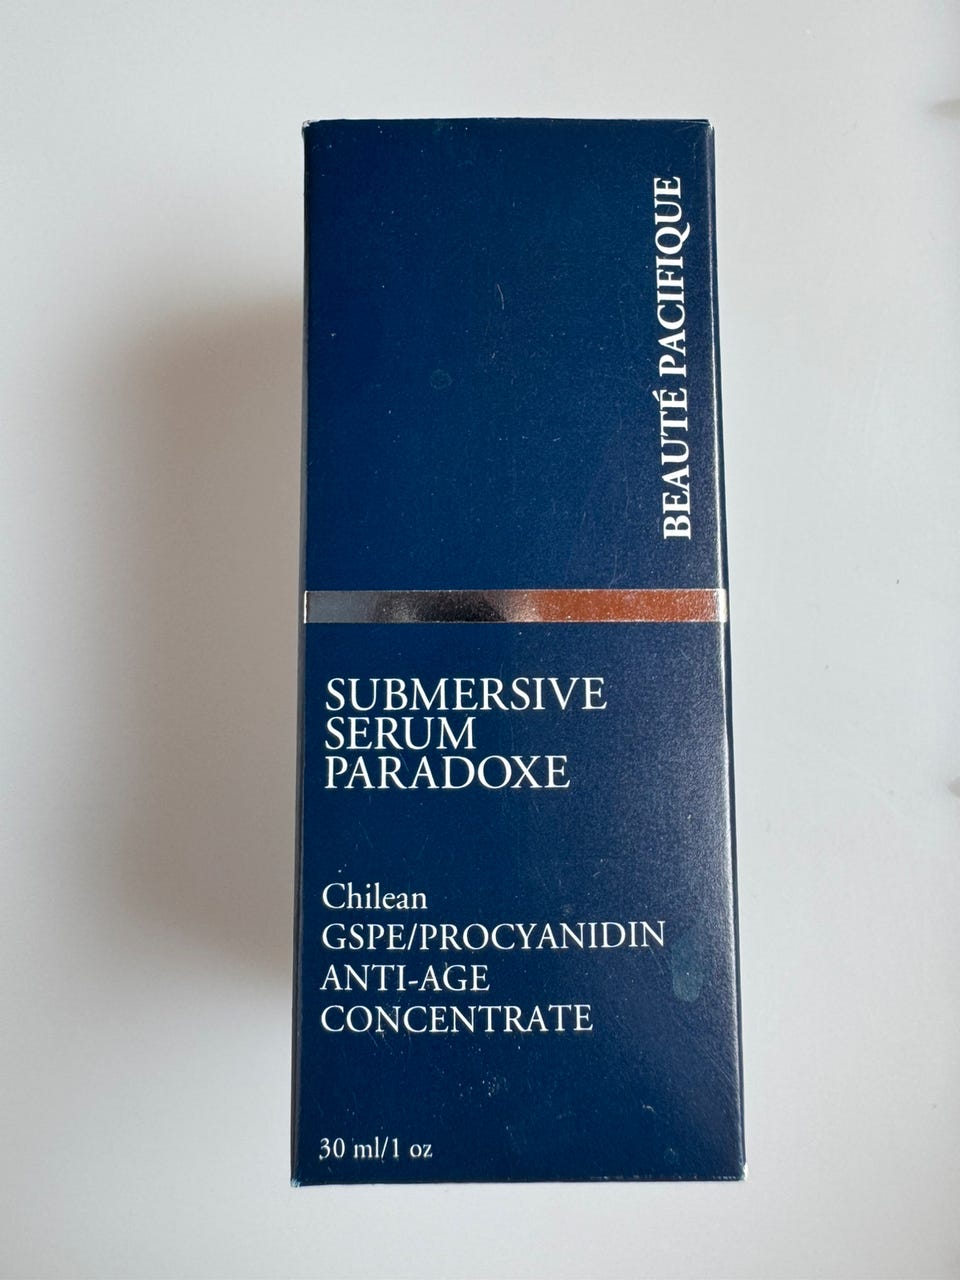 BEAUTÉ PACIFIQUE
SUBMERSIVE
SERUM
PARADOXE
Chilean
GSPE/PROCYANIDIN
ANTI-AGE
CONCENTRATE
30 ml/1 oz